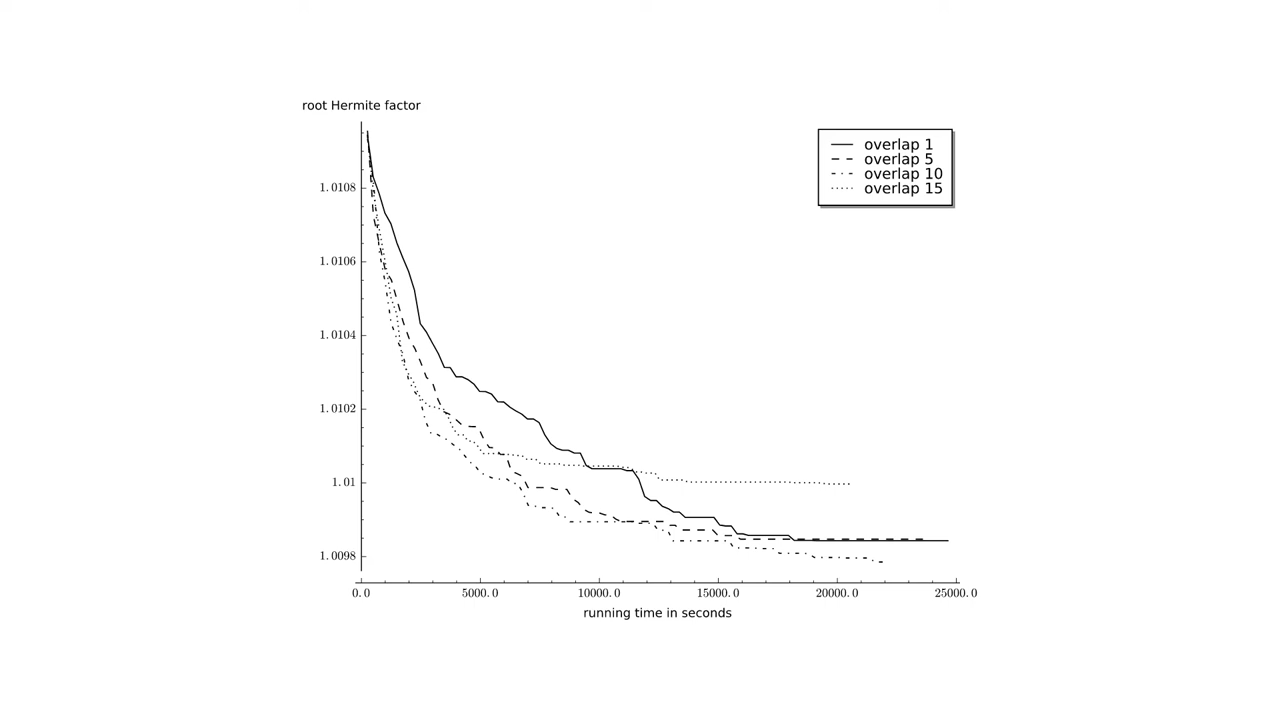 root Hermite factor
overlap 1
overlap 5
overlap 10
overlap 15
1.0108
1.0106
1.0104
1.0102
1.01
1.0098
0.0 5000.0 10000.0 15000.0 20000.0 25000.0
running time in seconds